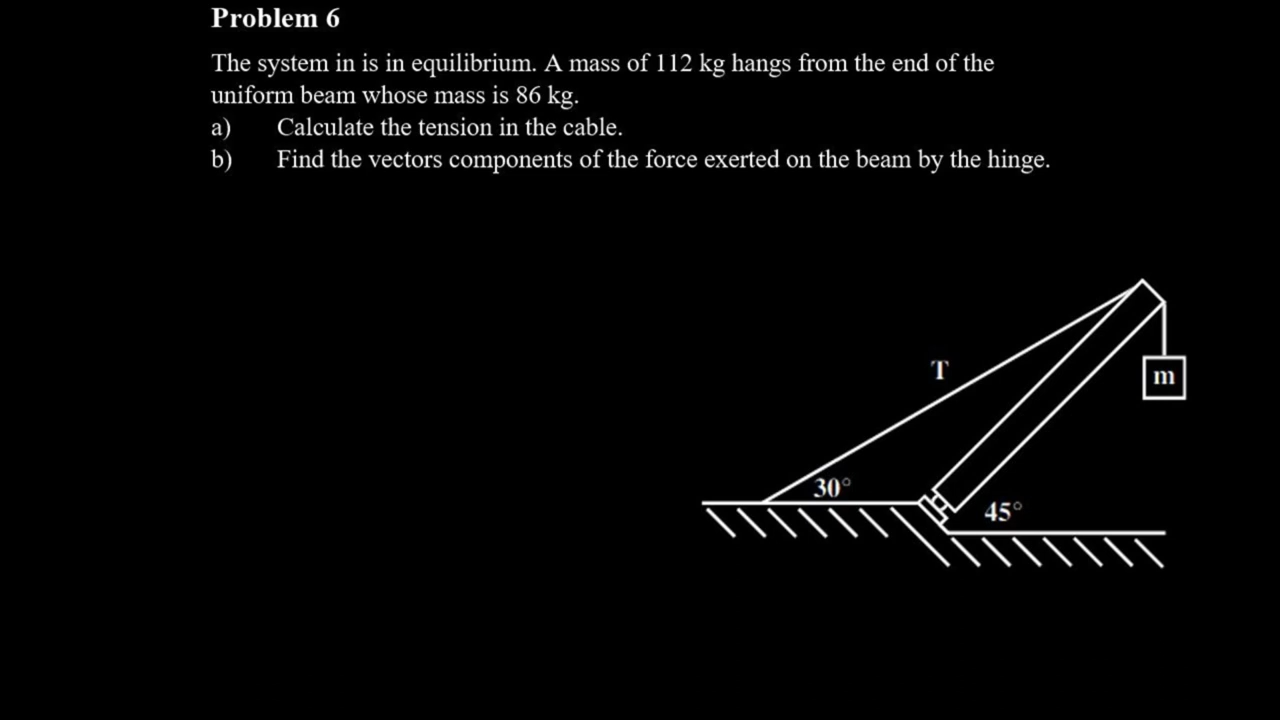 Problem 6
The system in is in equilibrium. A mass of 112 kg hangs from the end of the
uniform beam whose mass is 86 kg.
a) Calculate the tension in the cable.
b) Find the vectors components of the force exerted on the beam by the hinge.
T
m
30°
45°